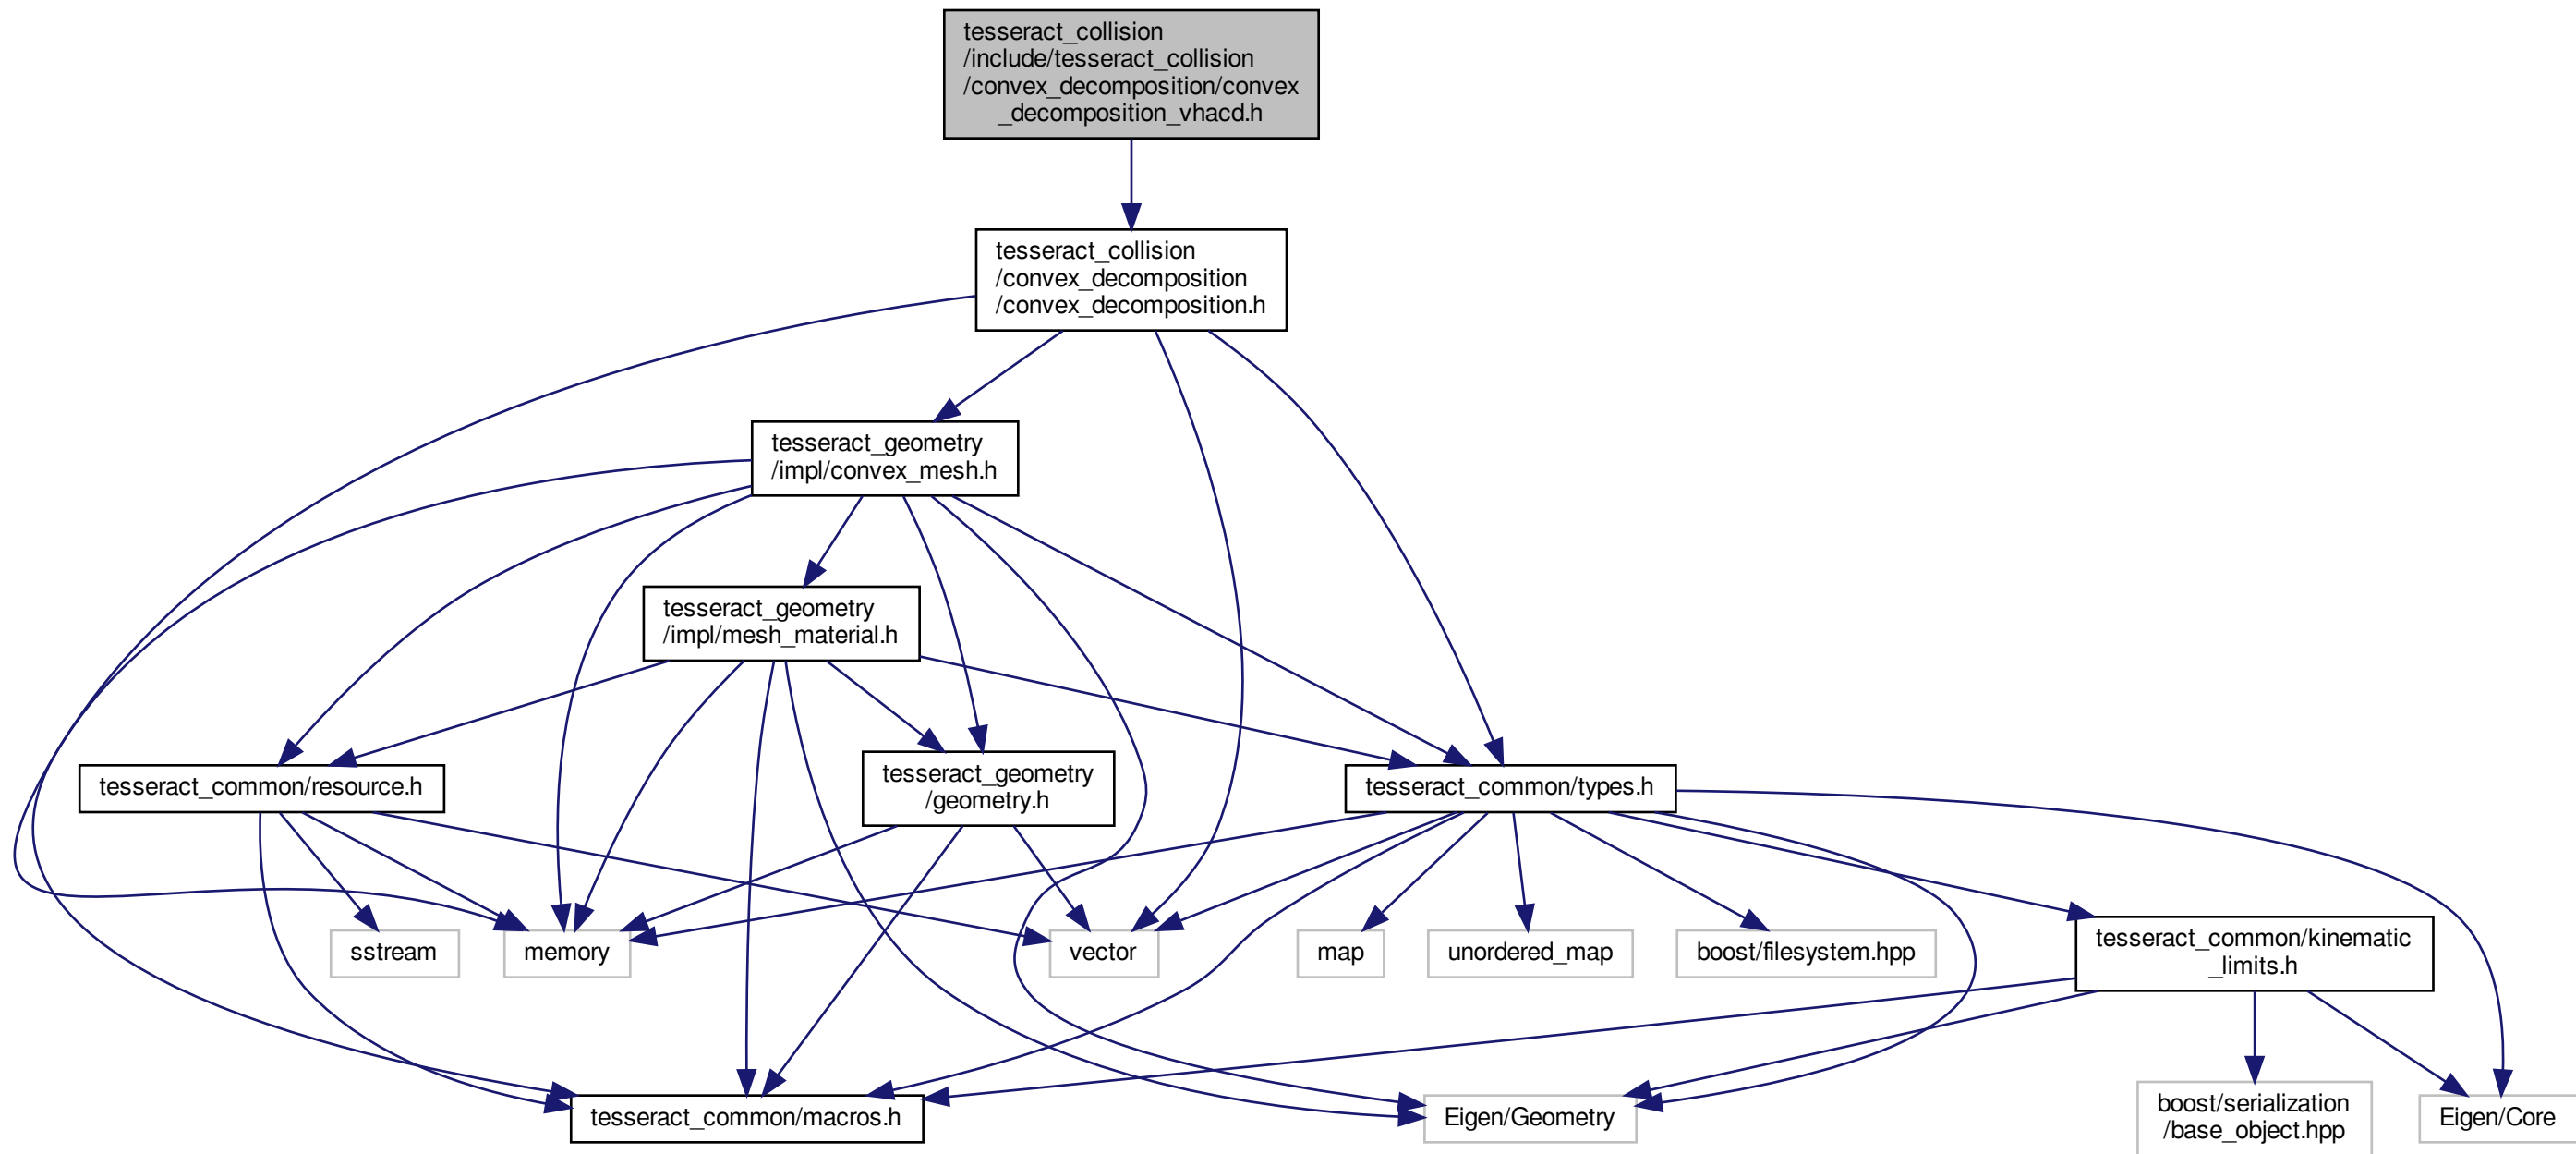 tesseract_collision
/include/tesseract_collision
/convex_decomposition/convex
_decomposition_vhacd.h
tesseract_collision
/convex_decomposition
/convex_decomposition.h
tesseract_geometry
/impl/convex_mesh.h
tesseract_geometry
/impl/mesh_material.h
tesseract_common/resource.h
tesseract_geometry
/geometry.h
tesseract_common/types.h
sstream
memory
vector
map
unordered_map
boost/filesystem.hpp
tesseract_common/kinematic
_limits.h
tesseract_common/macros.h
Eigen/Geometry
boost/serialization
/base_object.hpp
Eigen/Core